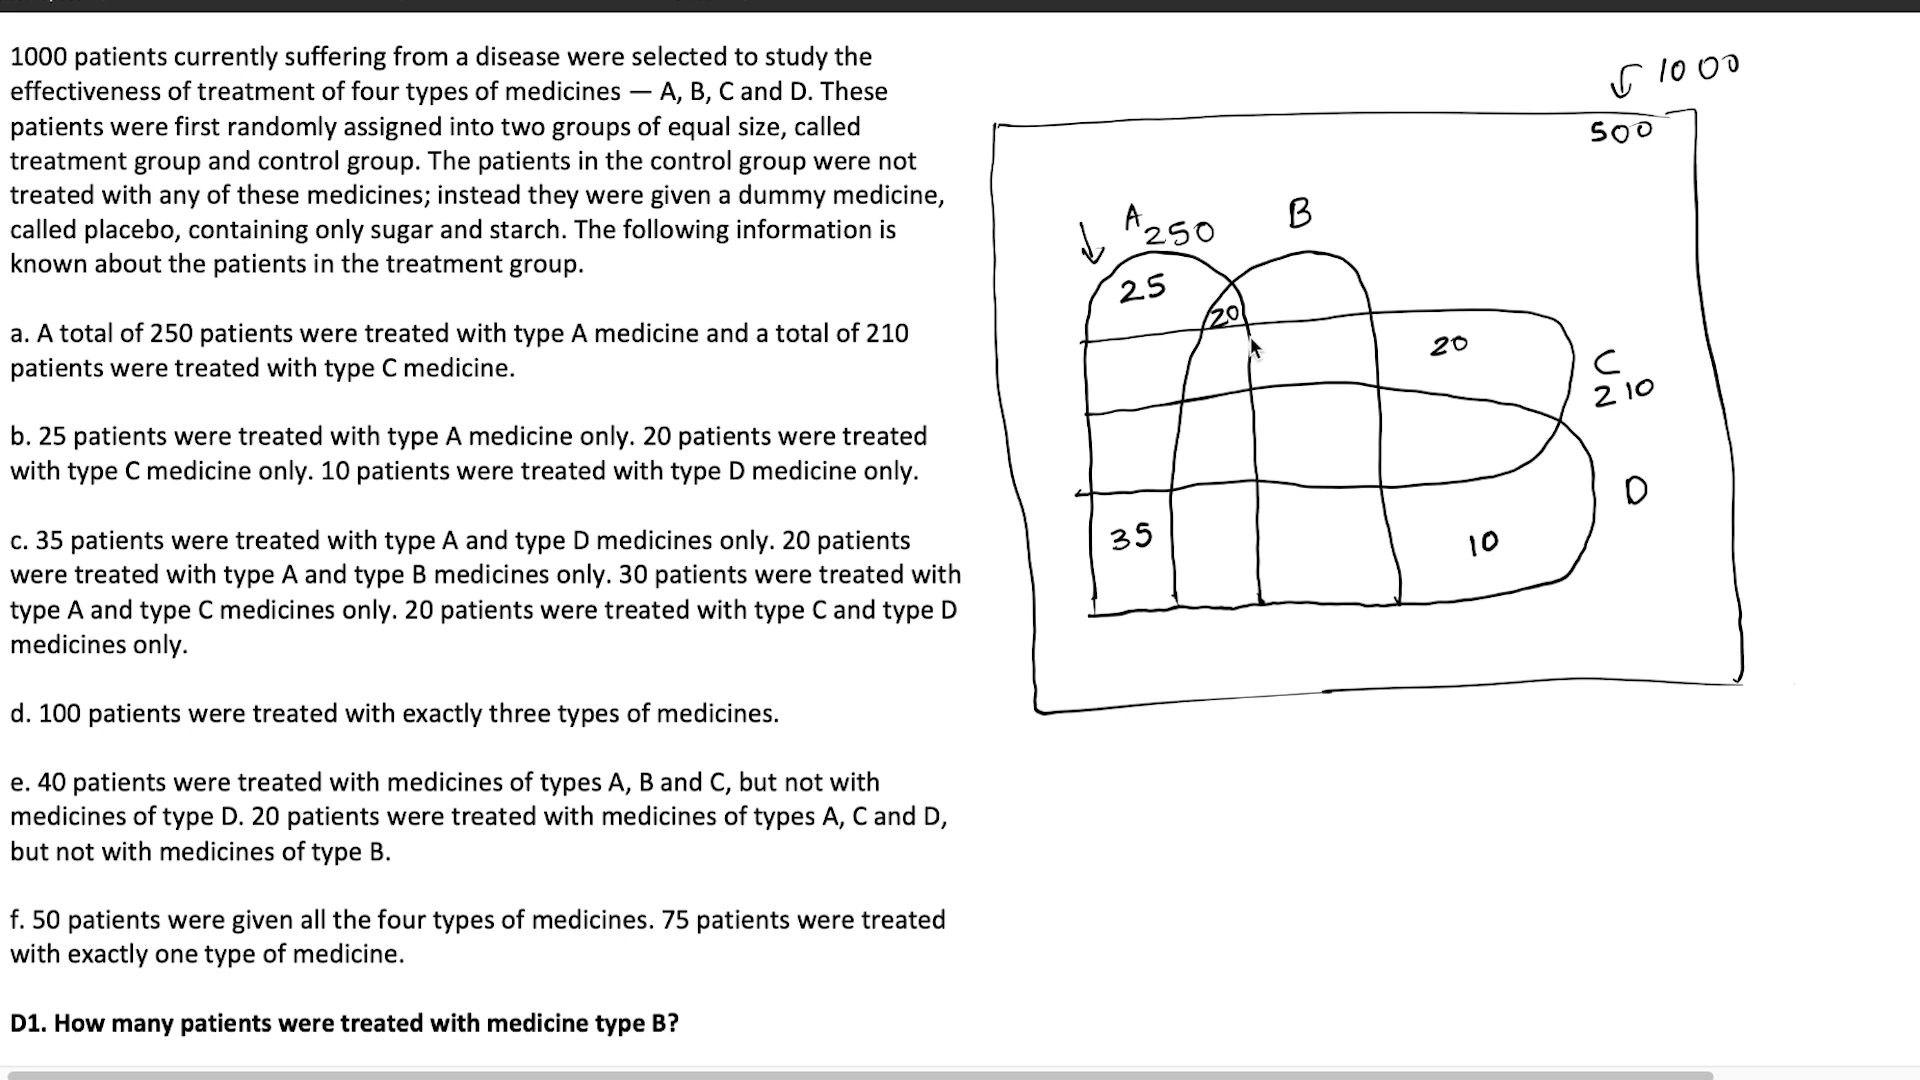 1000 patients currently suffering from a disease were selected to study the
effectiveness of treatment of four types of medicines — A, B, C and D. These
patients were first randomly assigned into two groups of equal size, called
treatment group and control group. The patients in the control group were not
treated with any of these medicines; instead they were given a dummy medicine,
called placebo, containing only sugar and starch. The following information is
known about the patients in the treatment group.
a. A total of 250 patients were treated with type A medicine and a total of 210
patients were treated with type C medicine.
b. 25 patients were treated with type A medicine only. 20 patients were treated
with type C medicine only. 10 patients were treated with type D medicine only.
c. 35 patients were treated with type A and type D medicines only. 20 patients
were treated with type A and type B medicines only. 30 patients were treated with
type A and type C medicines only. 20 patients were treated with type C and type D
medicines only.
d. 100 patients were treated with exactly three types of medicines.
e. 40 patients were treated with medicines of types A, B and C, but not with
medicines of type D. 20 patients were treated with medicines of types A, C and D,
but not with medicines of type B.
f. 50 patients were given all the four types of medicines. 75 patients were treated
with exactly one type of medicine.
D1. How many patients were treated with medicine type B?
1000
500
A 250
B
25
20
20
C
210
D
35
10